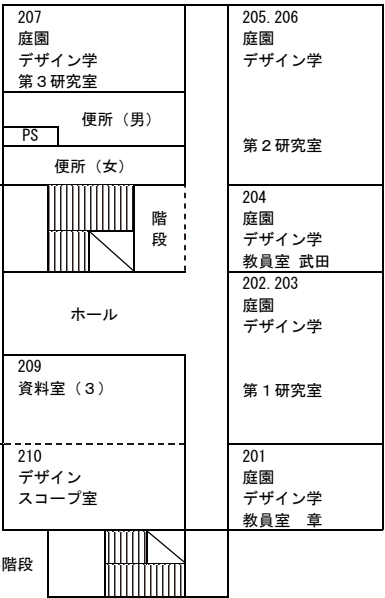 207
庭園
デザイン学
第３研究室
便所（男）
PS
便所（女）
階
段
ホール
209
資料室（３）
210
デザイン
スコープ室
階段
205.206
庭園
デザイン学
第２研究室
204
庭園
デザイン学
教員室 武田
202.203
庭園
デザイン学
第１研究室
201
庭園
デザイン学
教員室　章